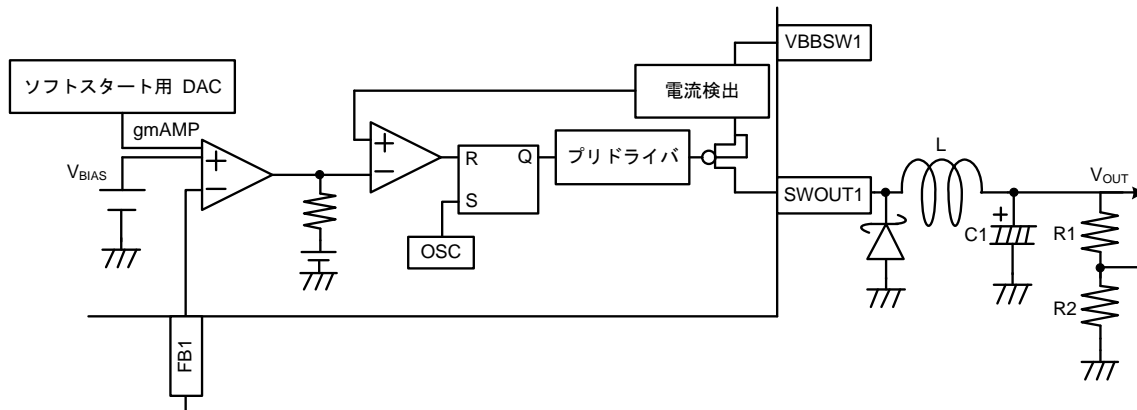 VBBSW1
ソフトスタート用 DAC
電流検出
gmAMP
+
−
VBIAS
+
−
R
Q
S
プリドライバ
OSC
SWOUT1
L
VOUT
+
C1
R1
R2
FB1